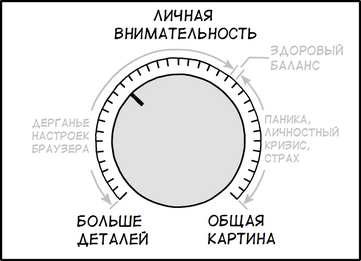 ЛИЧНАЯ
ВНИМАТЕЛЬНОСТЬ
ЗДОРОВЫЙ
БАЛАНС
ДЕРГАНЬЕ
НАСТРОЕК
БРАУЗЕРА
ПАНИКА,
ЛИЧНОСТНЫЙ
КРИЗИС,
СТРАХ
БОЛЬШЕ
ДЕТАЛЕЙ
ОБЩАЯ
КАРТИНА